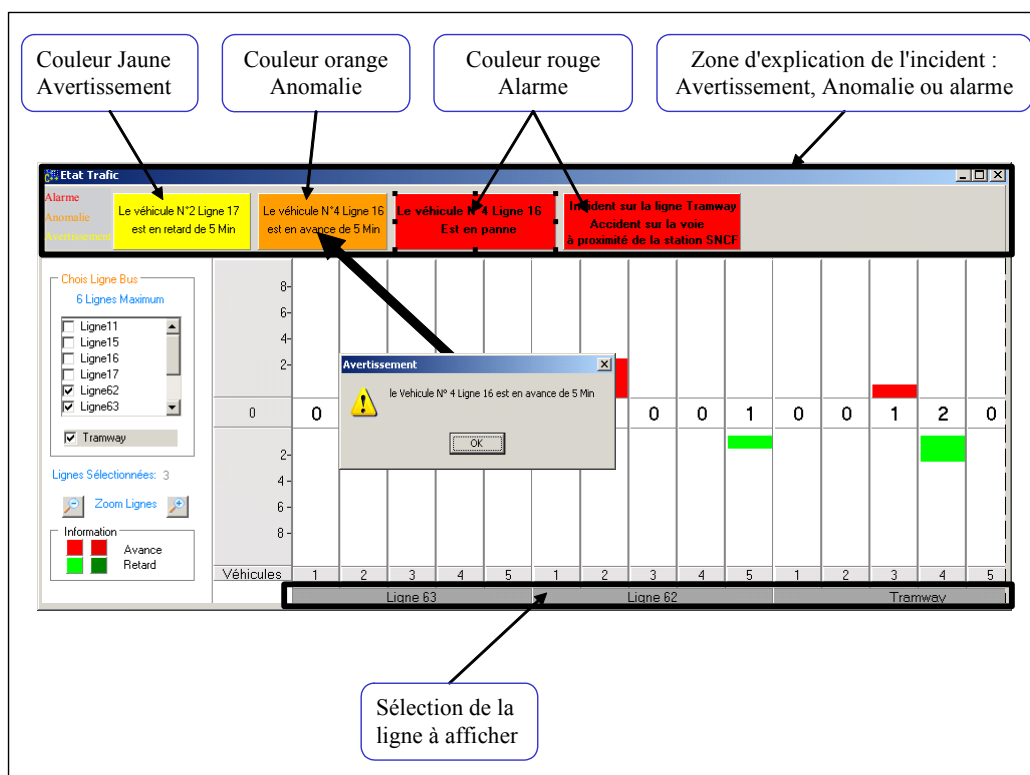 Couleur Jaune
Avertissement
Couleur orange
Anomalie
Couleur rouge
Alarme
Zone d'explication de l'incident :
Avertissement, Anomalie ou alarme
Etat Trafic
Alarme
Anomalie
Avertissement
Le véhicule N°2 Ligne 17
est en retard de 5 Min
Le véhicule N°4 Ligne 16
est en avance de 5 Min
Le véhicule N°4 Ligne 16
Est en panne
Incident sur la ligne Tramway
Accident sur la voie
à proximité de la station SNCF
Chois Ligne Bus
6 Lignes Maximum
Ligne11
Ligne15
Ligne16
Ligne17
Ligne62
Ligne63
Tramway
Lignes Sélectionnées: 3
Zoom Lignes
Information
Avance
Retard
8-
6-
4-
2-
0 0 0 0 1 0 0 1 2 0
2-
4-
6-
8-
Avertissement
le Vehicule N° 4 Ligne 16 est en avance de 5 Min
OK
Véhicules 1 2 3 4 5 1 2 3 4 5 1 2 3 4 5
Ligne 63 Ligne 62 Tramway
Sélection de la
ligne à afficher